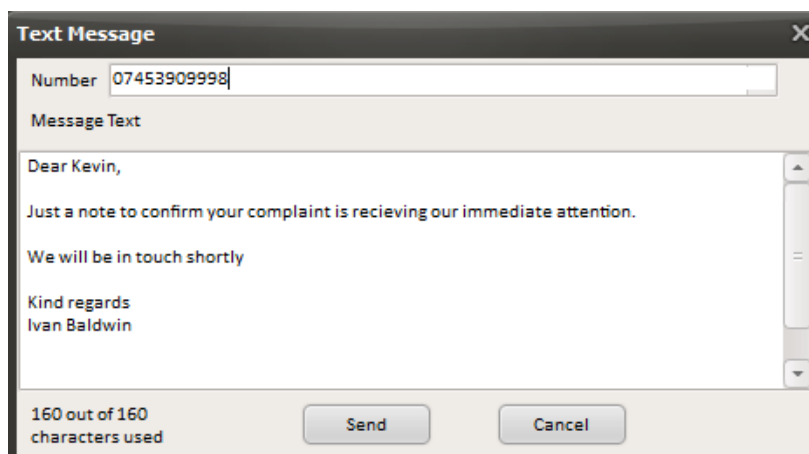 Text Message
Number 07453909998
Message Text
Dear Kevin,
Just a note to confirm your complaint is recieving our immediate attention.
We will be in touch shortly
Kind regards
Ivan Baldwin
160 out of 160
characters used
Send Cancel